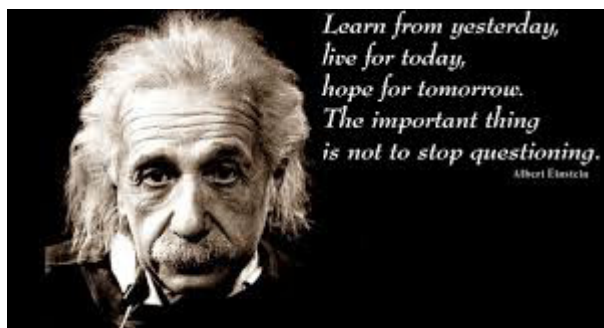 Learn from yesterday,
live for today,
hope for tomorrow.
The important thing
is not to stop questioning.
Albert Einstein